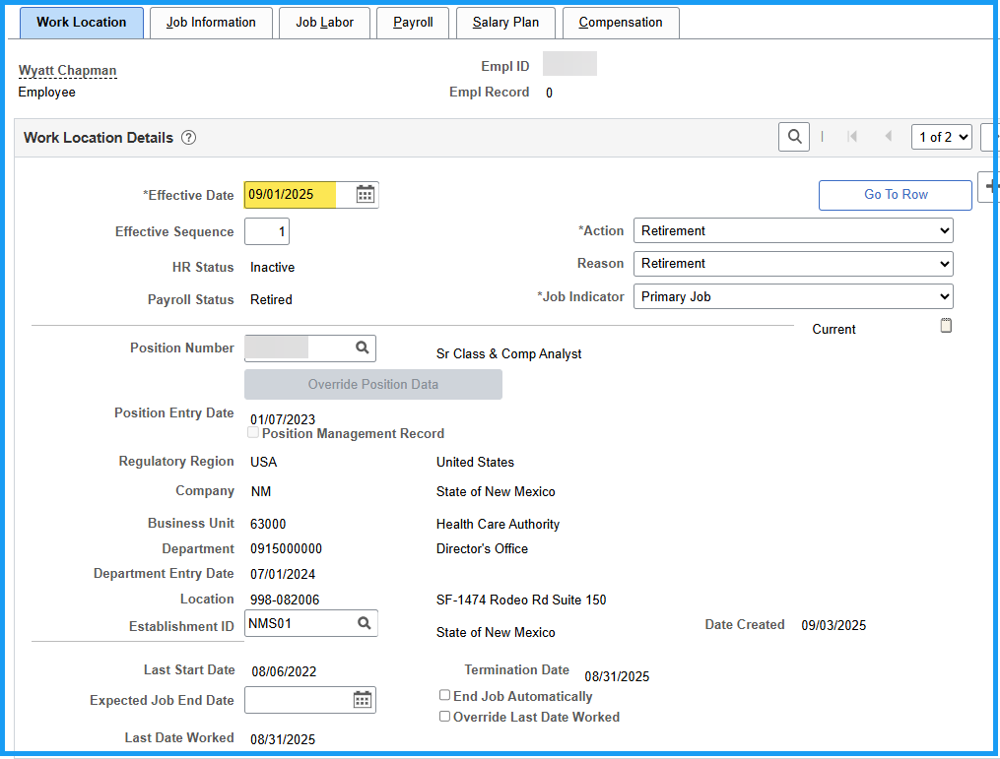 Work Location Job Information Job Labor Payroll Salary Plan Compensation
Wyatt Chapman Empl ID
Employee Empl Record 0
Work Location Details ? 1 of 2
*Effective Date 09/01/2025 Go To Row
Effective Sequence 1 *Action Retirement
HR Status Inactive Reason Retirement
Payroll Status Retired *Job Indicator Primary Job
Current
Position Number Sr Class & Comp Analyst
Override Position Data
Position Entry Date 01/07/2023
Position Management Record
Regulatory Region USA United States
Company NM State of New Mexico
Business Unit 63000 Health Care Authority
Department 0915000000 Director's Office
Department Entry Date 07/01/2024
Location 998-082006 SF-1474 Rodeo Rd Suite 150
Establishment ID NMS01 State of New Mexico Date Created 09/03/2025
Last Start Date 08/06/2022 Termination Date 08/31/2025
Expected Job End Date End Job Automatically
Override Last Date Worked
Last Date Worked 08/31/2025